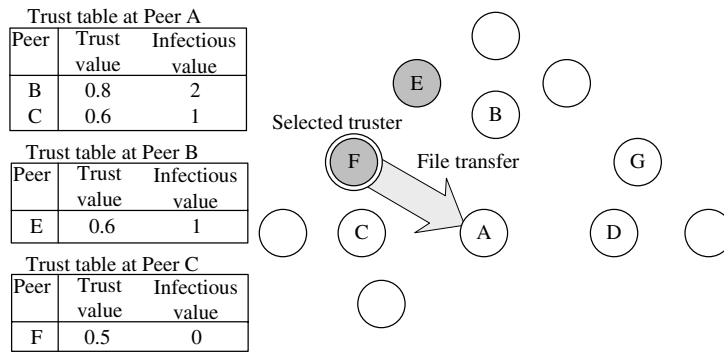 Trust table at Peer A
Peer Trust value Infectious value
B 0.8 2
C 0.6 1
Trust table at Peer B
Peer Trust value Infectious value
E 0.6 1
Trust table at Peer C
Peer Trust value Infectious value
F 0.5 0
E
B
Selected truster
F
File transfer
G
C
A
D